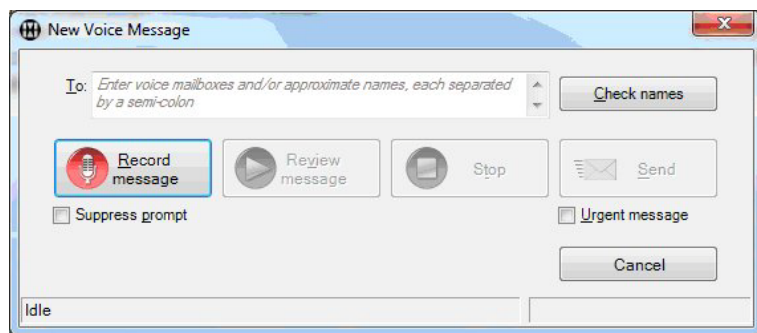 New Voice Message
To: Enter voice mailboxes and/or approximate names, each separated
by a semi-colon
Check names
Record
message
Review
message
Stop
Send
Suppress prompt
Urgent message
Cancel
Idle